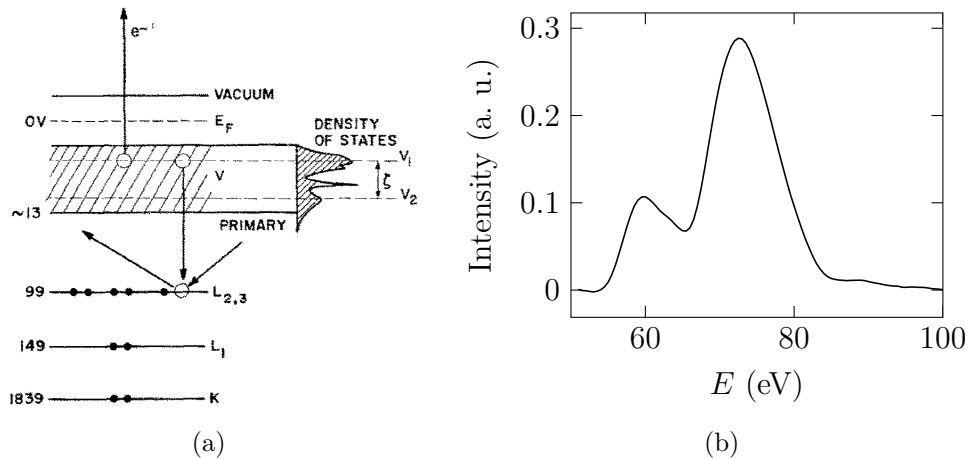 e⁻
VACUUM
0V
E_F
DENSITY
OF STATES
V₁
V
ζ
V₂
~13
PRIMARY
99
L₂,₃
149
L₁
1839
K
(a)
Intensity (a. u.)
0.3
0.2
0.1
0
60
80
100
E (eV)
(b)